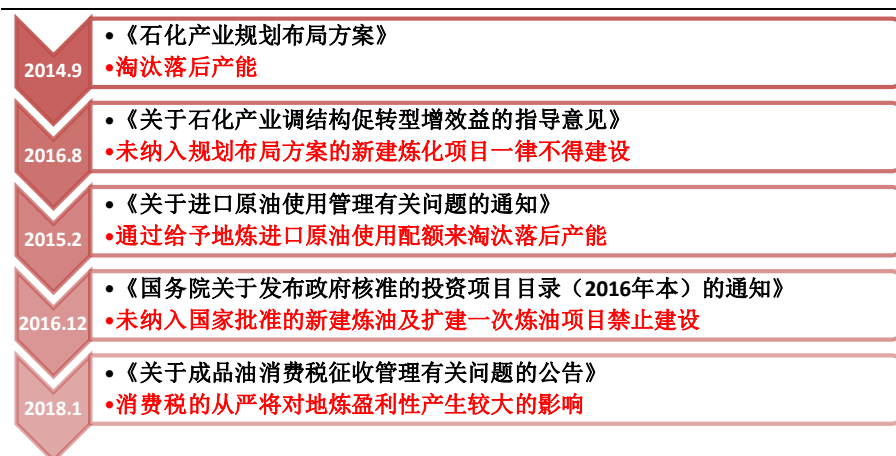 2014.9
•《石化产业规划布局方案》
•淘汰落后产能
2016.8
•《关于石化产业调结构促转型增效益的指导意见》
•未纳入规划布局方案的新建炼化项目一律不得建设
2015.2
•《关于进口原油使用管理有关问题的通知》
•通过给予地炼进口原油使用配额来淘汰落后产能
2016.12
•《国务院关于发布政府核准的投资项目目录（2016年本）的通知》
•未纳入国家批准的新建炼油及扩建一次炼油项目禁止建设
2018.1
•《关于成品油消费税征收管理有关问题的公告》
•消费税的从严将对地炼盈利性产生较大的影响